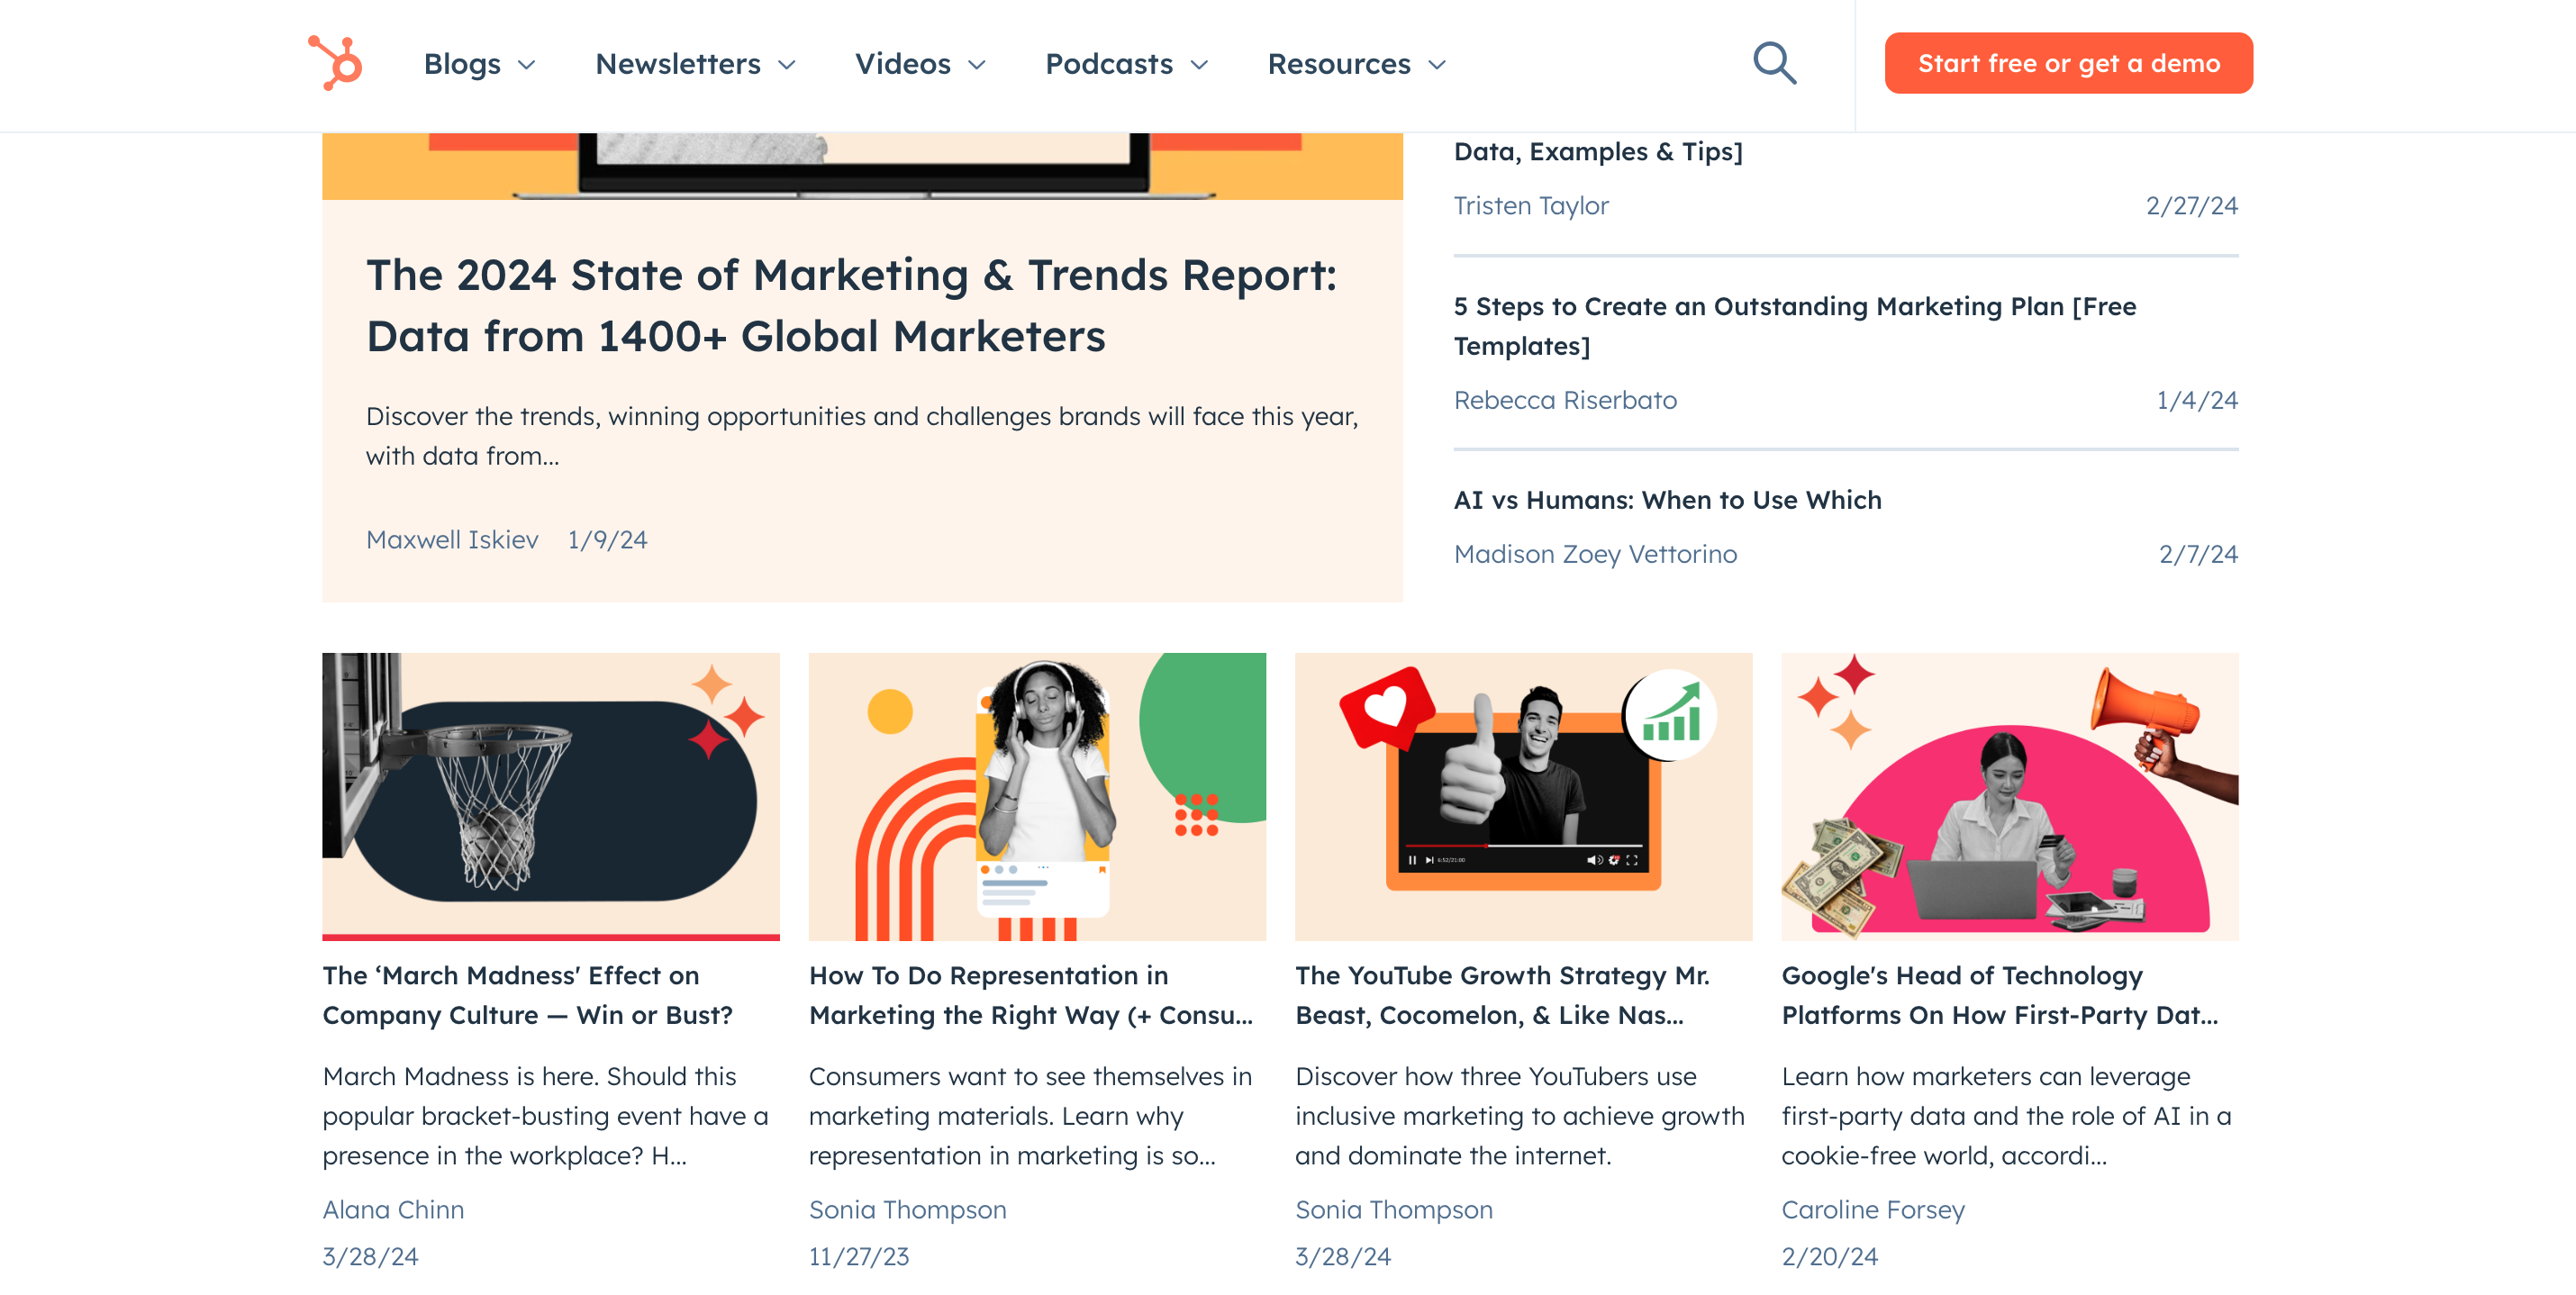 Blogs
Newsletters
Videos
Podcasts
Resources
Start free or get a demo
The 2024 State of Marketing & Trends Report:
Data from 1400+ Global Marketers
Discover the trends, winning opportunities and challenges brands will face this year,
with data from...
Maxwell Iskiev 1/9/24
Data, Examples & Tips]
Tristen Taylor 2/27/24
5 Steps to Create an Outstanding Marketing Plan [Free
Templates]
Rebecca Riserbato 1/4/24
AI vs Humans: When to Use Which
Madison Zoey Vettorino 2/7/24
The ‘March Madness' Effect on
Company Culture — Win or Bust?
March Madness is here. Should this
popular bracket-busting event have a
presence in the workplace? H...
Alana Chinn
3/28/24
How To Do Representation in
Marketing the Right Way (+ Consu...
Consumers want to see themselves in
marketing materials. Learn why
representation in marketing is so...
Sonia Thompson
11/27/23
6:52/21:00
The YouTube Growth Strategy Mr.
Beast, Cocomelon, & Like Nas...
Discover how three YouTubers use
inclusive marketing to achieve growth
and dominate the internet.
Sonia Thompson
3/28/24
Google's Head of Technology
Platforms On How First-Party Dat...
Learn how marketers can leverage
first-party data and the role of AI in a
cookie-free world, accordi...
Caroline Forsey
2/20/24